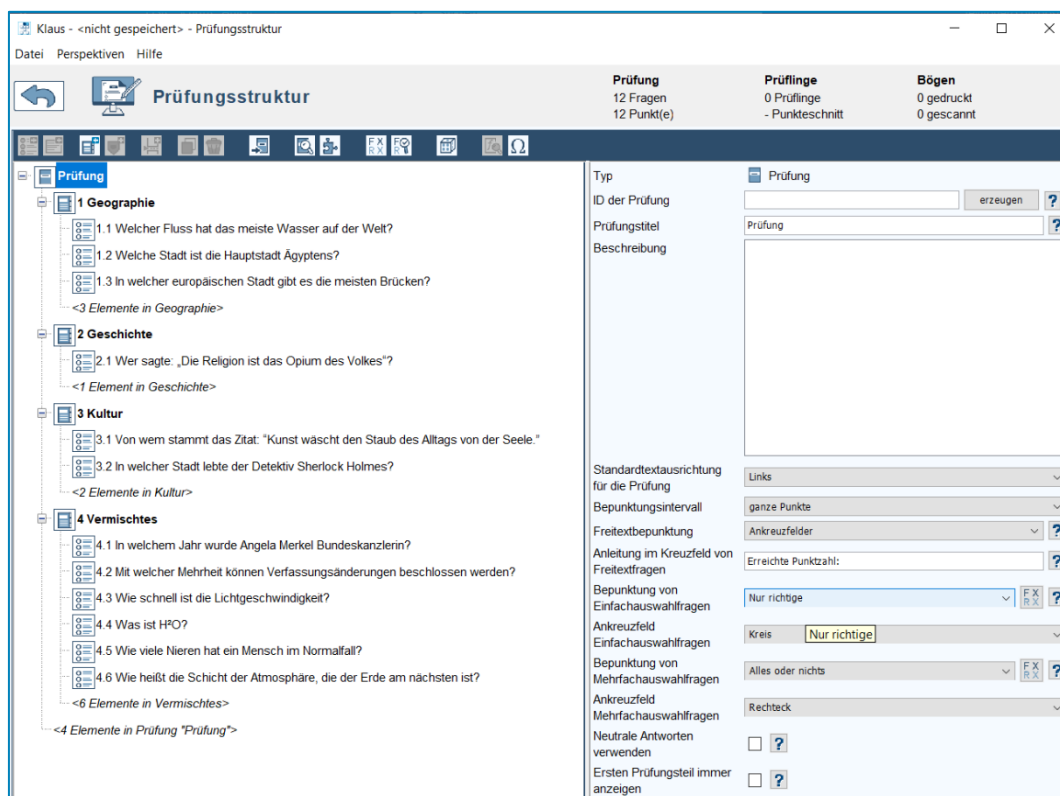 Klaus - <nicht gespeichert> - Prüfungsstruktur
Datei Perspektiven Hilfe
Prüfungsstruktur
Prüfung
12 Fragen
12 Punkt(e)
Prüflinge
0 Prüflinge
- Punkteschnitt
Bögen
0 gedruckt
0 gescannt
Prüfung
1 Geographie
1.1 Welcher Fluss hat das meiste Wasser auf der Welt?
1.2 Welche Stadt ist die Hauptstadt Ägyptens?
1.3 In welcher europäischen Stadt gibt es die meisten Brücken?
<3 Elemente in Geographie>
2 Geschichte
2.1 Wer sagte: „Die Religion ist das Opium des Volkes“?
<1 Element in Geschichte>
3 Kultur
3.1 Von wem stammt das Zitat: “Kunst wäscht den Staub des Alltags von der Seele.“
3.2 In welcher Stadt lebte der Detektiv Sherlock Holmes?
<2 Elemente in Kultur>
4 Vermischtes
4.1 In welchem Jahr wurde Angela Merkel Bundeskanzlerin?
4.2 Mit welcher Mehrheit können Verfassungsänderungen beschlossen werden?
4.3 Wie schnell ist die Lichtgeschwindigkeit?
4.4 Was ist H²O?
4.5 Wie viele Nieren hat ein Mensch im Normalfall?
4.6 Wie heißt die Schicht der Atmosphäre, die der Erde am nächsten ist?
<6 Elemente in Vermischtes>
<4 Elemente in Prüfung "Prüfung">
Typ Prüfung
ID der Prüfung erzeugen ?
Prüfungstitel Prüfung ?
Beschreibung
Standardtextausrichtung
für die Prüfung Links
Bepunktungsintervall ganze Punkte
Freitextbepunktung Ankreuzfelder ?
Anleitung im Kreuzfeld von
Freitextfragen Erreichte Punktzahl: ?
Bepunktung von
Einfachauswahlfragen Nur richtige FX RX ?
Ankreuzfeld
Einfachauswahlfragen Kreis Nur richtige
Bepunktung von
Mehrfachauswahlfragen Alles oder nichts FX RX ?
Ankreuzfeld
Mehrfachauswahlfragen Rechteck
Neutrale Antworten
verwenden ?
Ersten Prüfungsteil immer
anzeigen ?